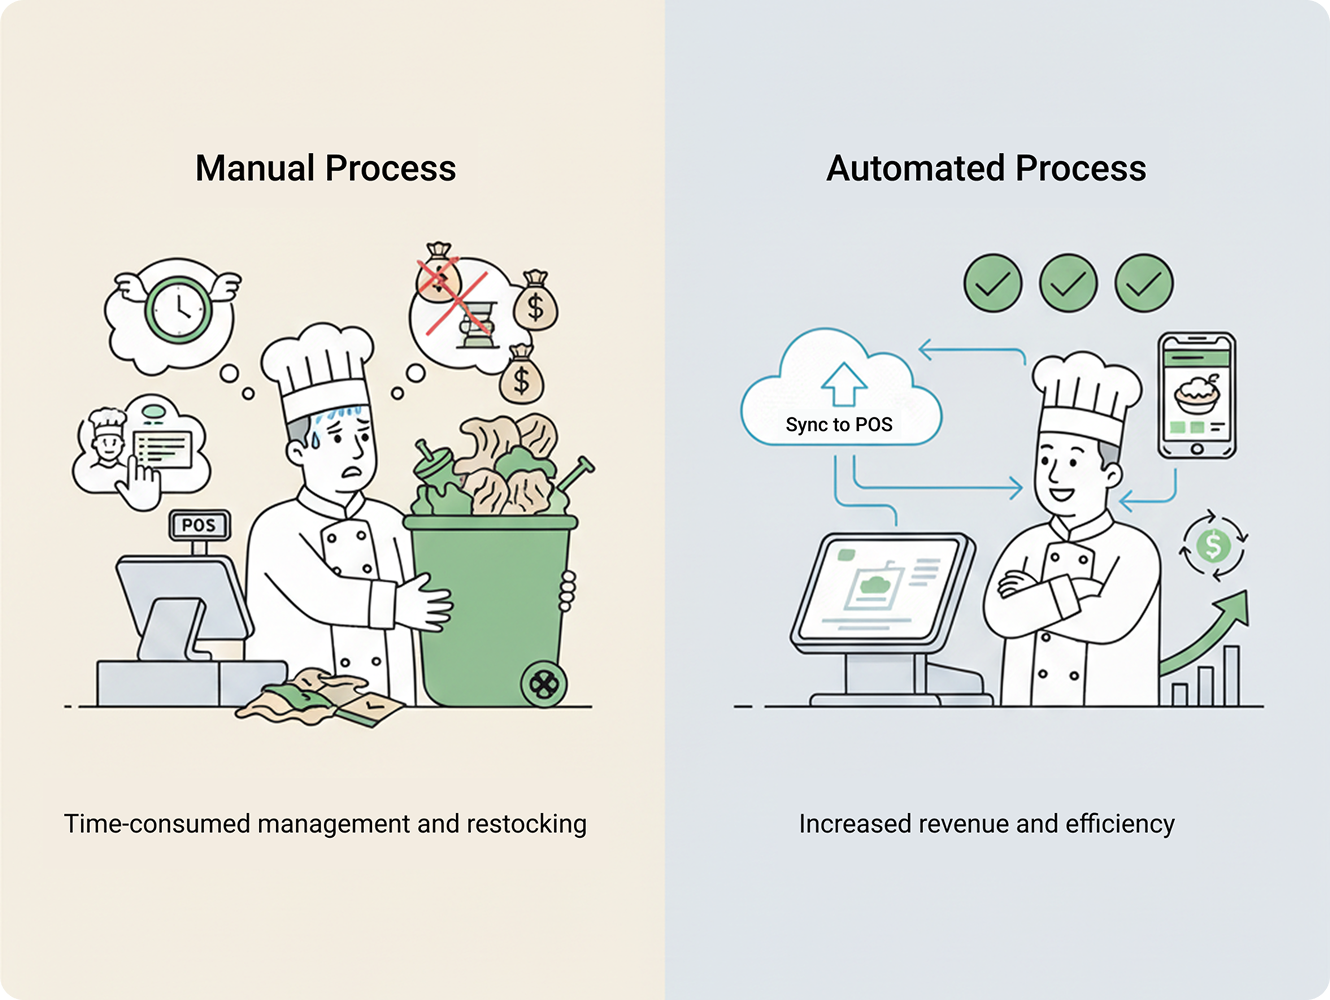 Manual Process
POS
Time-consumed management and restocking
Automated Process
Sync to POS
Increased revenue and efficiency